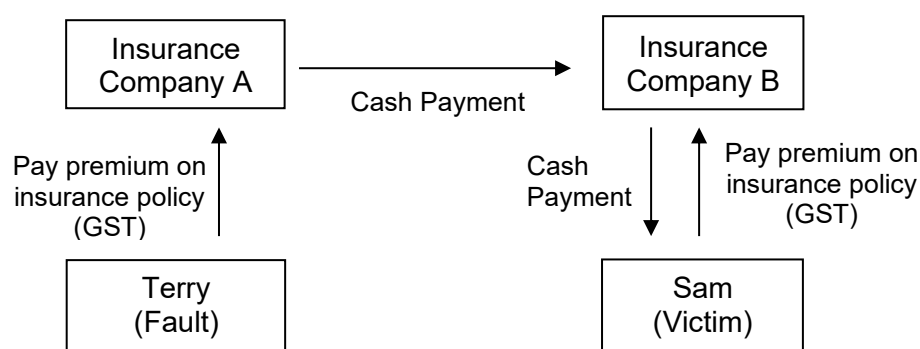 Insurance
Company A
Insurance
Company B
Cash Payment
Pay premium on
insurance policy
(GST)
Cash
Payment
Pay premium on
insurance policy
(GST)
Terry
(Fault)
Sam
(Victim)